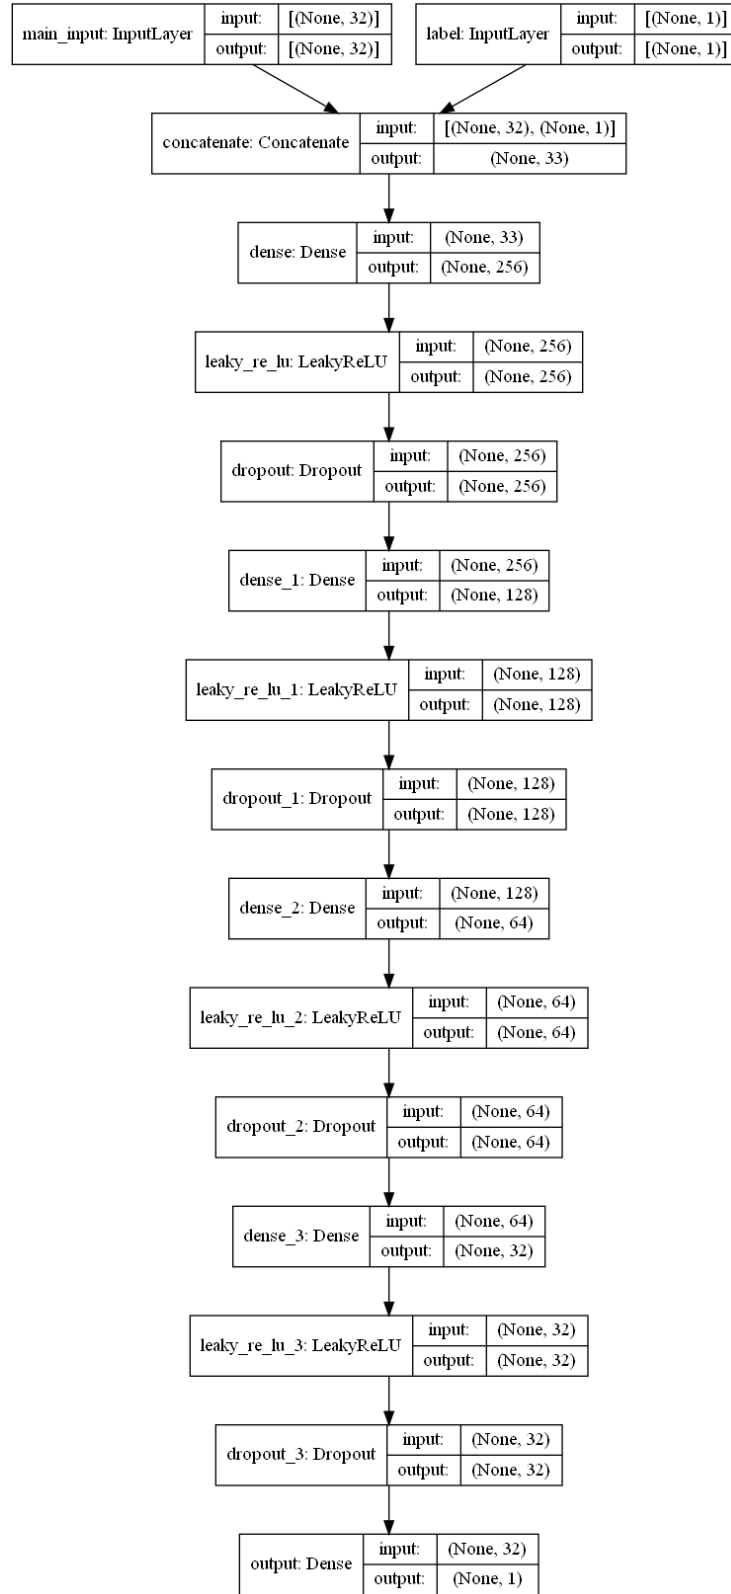 main_input: InputLayer
input: [(None, 32)]
output: [(None, 32)]
label: InputLayer
input: [(None, 1)]
output: [(None, 1)]
concatenate: Concatenate
input: [(None, 32), (None, 1)]
output: (None, 33)
dense: Dense
input: (None, 33)
output: (None, 256)
leaky_re_lu: LeakyReLU
input: (None, 256)
output: (None, 256)
dropout: Dropout
input: (None, 256)
output: (None, 256)
dense_1: Dense
input: (None, 256)
output: (None, 128)
leaky_re_lu_1: LeakyReLU
input: (None, 128)
output: (None, 128)
dropout_1: Dropout
input: (None, 128)
output: (None, 128)
dense_2: Dense
input: (None, 128)
output: (None, 64)
leaky_re_lu_2: LeakyReLU
input: (None, 64)
output: (None, 64)
dropout_2: Dropout
input: (None, 64)
output: (None, 64)
dense_3: Dense
input: (None, 64)
output: (None, 32)
leaky_re_lu_3: LeakyReLU
input: (None, 32)
output: (None, 32)
dropout_3: Dropout
input: (None, 32)
output: (None, 32)
output: Dense
input: (None, 32)
output: (None, 1)